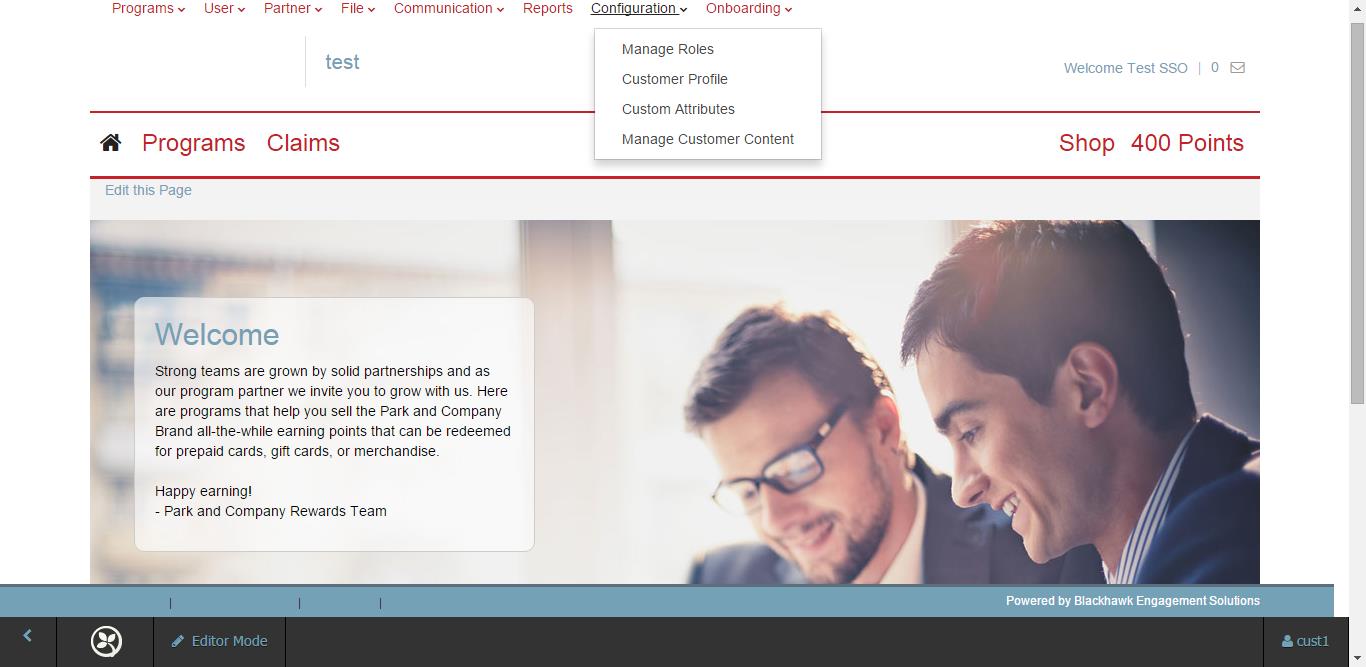 Programs User Partner File Communication Reports Configuration Onboarding
Manage Roles
Customer Profile
Custom Attributes
Manage Customer Content
test
Welcome Test SSO | 0
Programs Claims
Shop 400 Points
Edit this Page
Welcome
Strong teams are grown by solid partnerships and as
our program partner we invite you to grow with us. Here
are programs that help you sell the Park and Company
Brand all-the-while earning points that can be redeemed
for prepaid cards, gift cards, or merchandise.
Happy earning!
- Park and Company Rewards Team
| | |
Powered by Blackhawk Engagement Solutions
Editor Mode
cust1